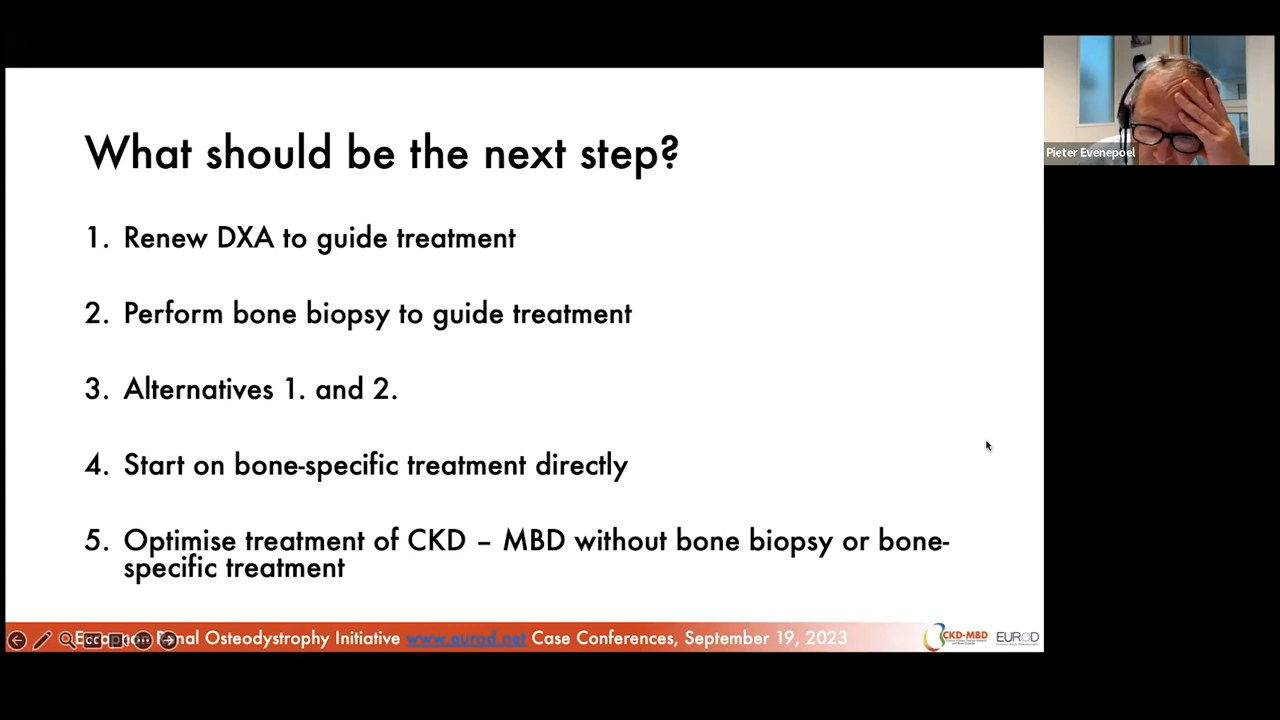 What should be the next step?
1. Renew DXA to guide treatment
2. Perform bone biopsy to guide treatment
3. Alternatives 1. and 2.
4. Start on bone-specific treatment directly
5. Optimise treatment of CKD – MBD without bone biopsy or bone-
specific treatment
Pieter Evenepoel
Osteodystrophy Initiative www.eurod.net Case Conferences, September 19, 2023
CKD-MBD
EUROD